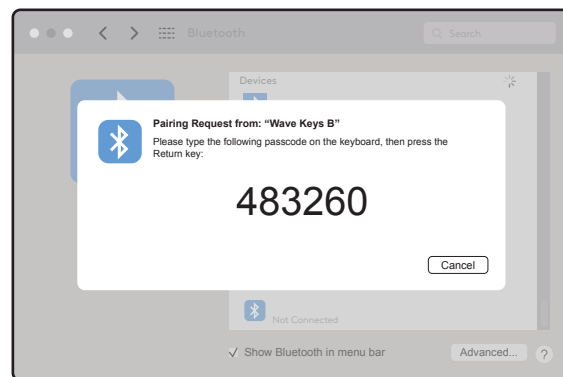 Bluetooth
Search
Devices
Pairing Request from: “Wave Keys B”
Please type the following passcode on the keyboard, then press the
Return key:
483260
Cancel
Not Connected
Show Bluetooth in menu bar
Advanced...
?